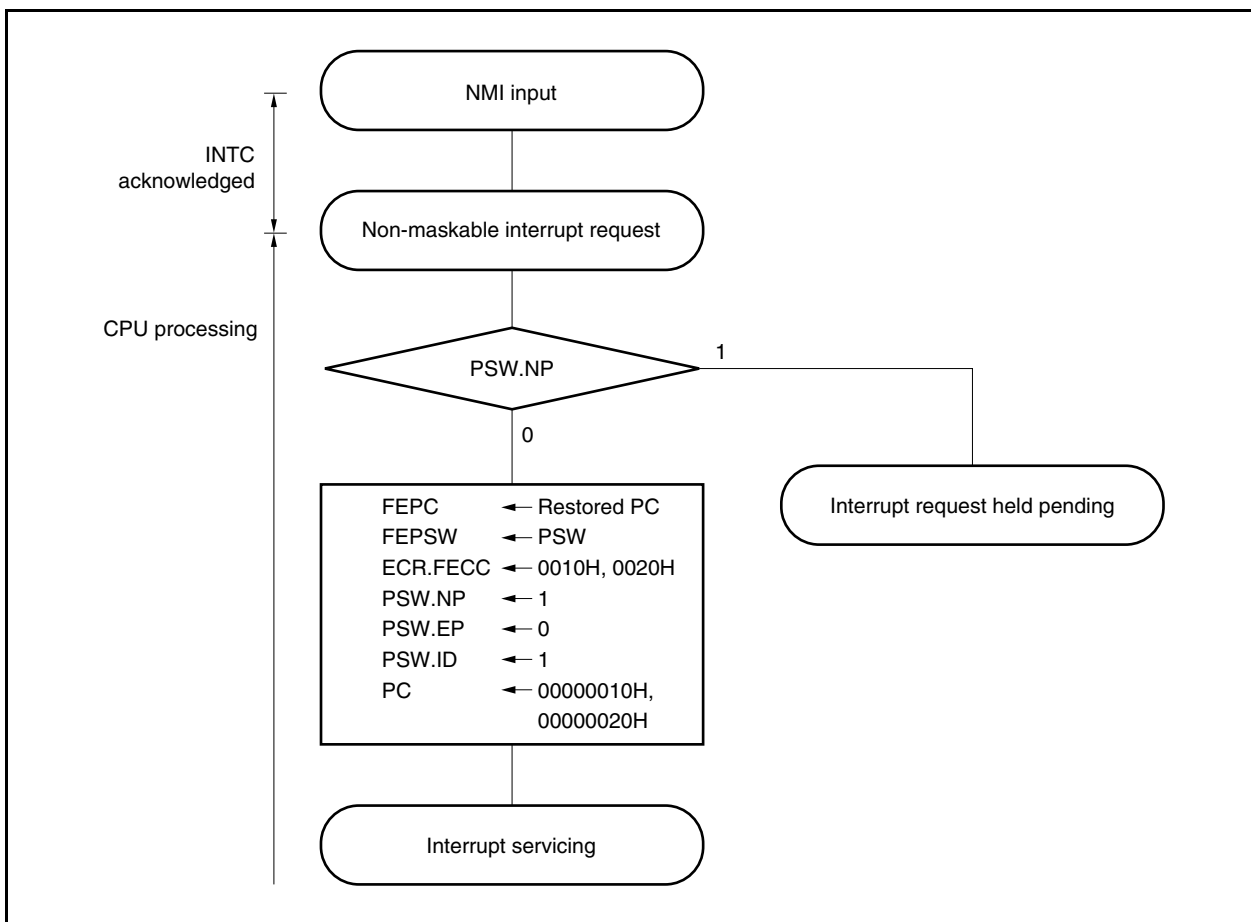 NMI input
INTC
acknowledged
Non-maskable interrupt request
CPU processing
PSW.NP
1
0
FEPC ← Restored PC
FEPSW ← PSW
ECR.FECC ← 0010H, 0020H
PSW.NP ← 1
PSW.EP ← 0
PSW.ID ← 1
PC ← 00000010H,
00000020H
Interrupt request held pending
Interrupt servicing